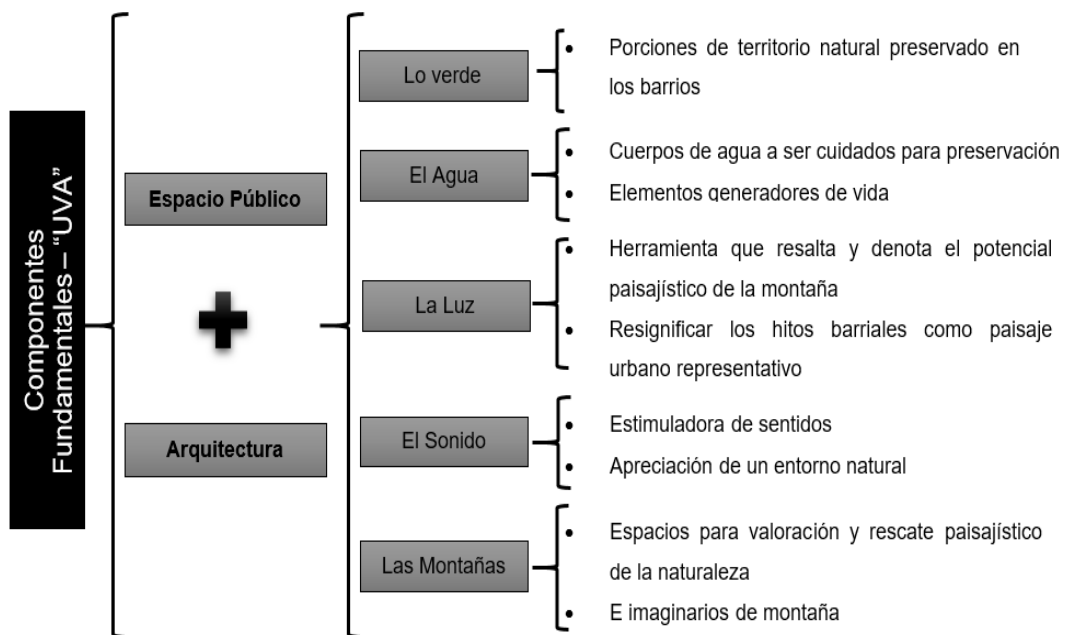 Componentes
Fundamentales – “UVA”
Espacio Público
Arquitectura
Lo verde
• Porciones de territorio natural preservado en
los barrios
El Agua
• Cuerpos de agua a ser cuidados para preservación
• Elementos generadores de vida
La Luz
• Herramienta que resalta y denota el potencial
paisajístico de la montaña
• Resignificar los hitos barriales como paisaje
urbano representativo
El Sonido
• Estimuladora de sentidos
• Apreciación de un entorno natural
Las Montañas
• Espacios para valoración y rescate paisajístico
de la naturaleza
• E imaginarios de montaña